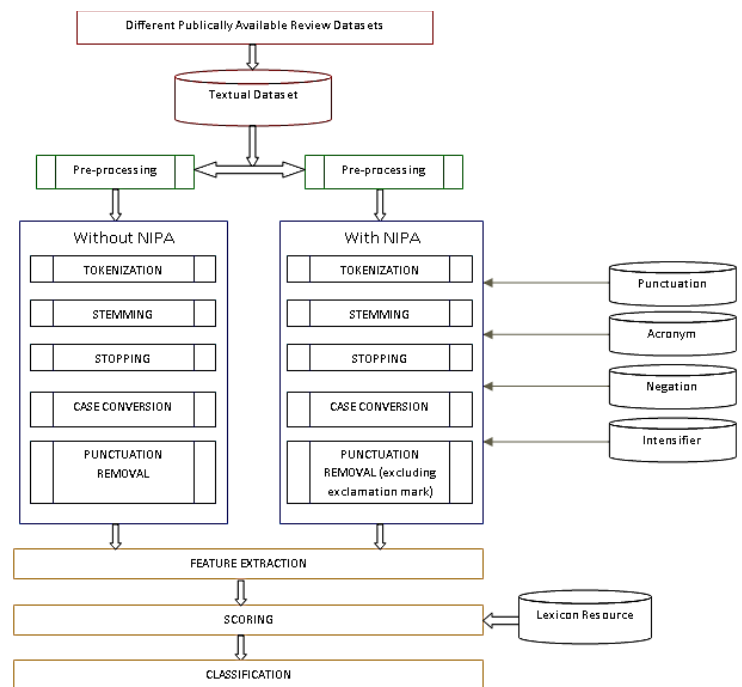 Different Publically Available Review Datasets
Textual Dataset
Pre-processing
Pre-processing
Without NIPA
TOKENIZATION
STEMMING
STOPPING
CASE CONVERSION
PUNCTUATION
REMOVAL
With NIPA
TOKENIZATION
STEMMING
STOPPING
CASE CONVERSION
PUNCTUATION
REMOVAL (excluding
exclamation mark)
Punctuation
Acronym
Negation
Intensifier
FEATURE EXTRACTION
SCORING
Lexicon Resource
CLASSIFICATION